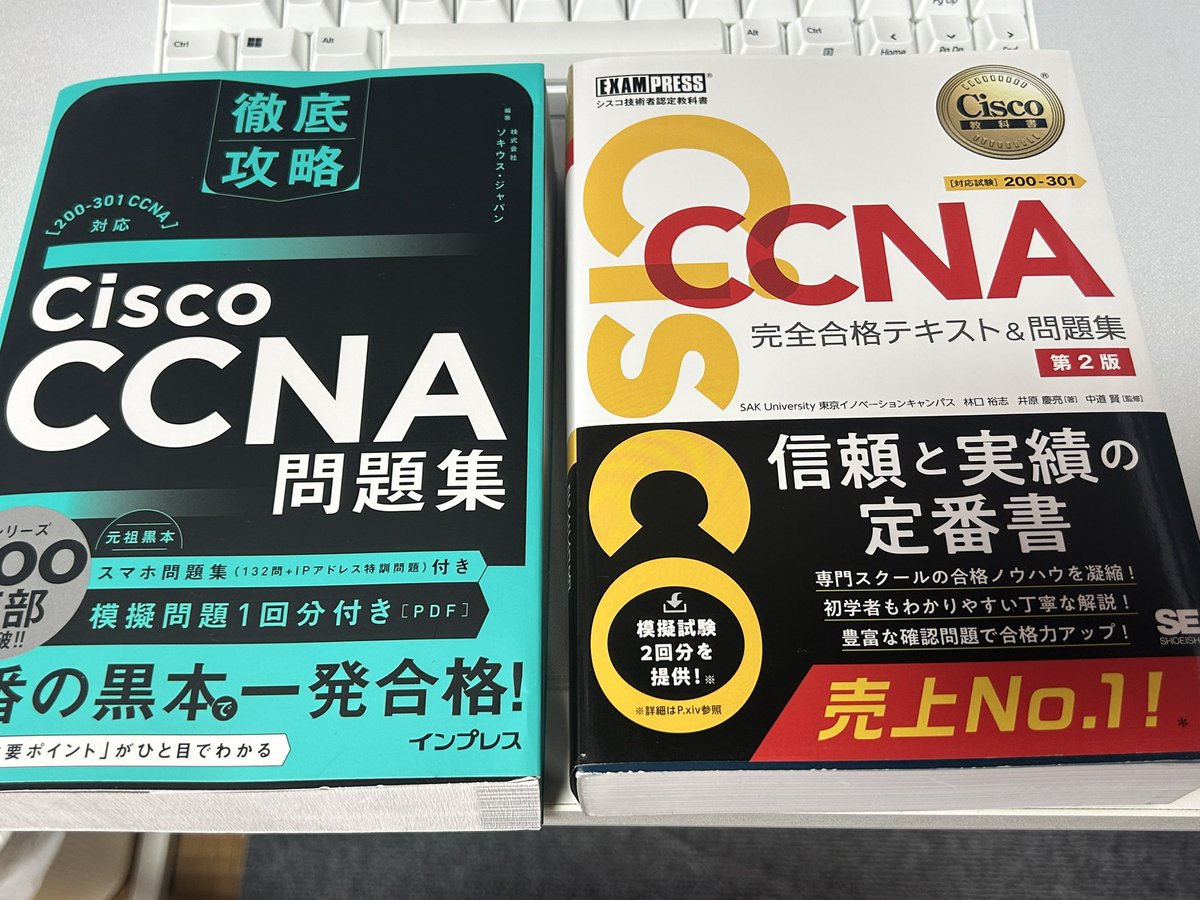 Ctrl
Alt
Alt
Ctrl
Home
Pg Up
Pg Dn
徹底
攻略
編著 株式会社
ソキウス・ジャパン
[200-301 CCNA]
対応
Cisco
CCNA
問題集
元祖黒本
リーズ
00
部
破!!
スマホ問題集(132問+IPアドレス特訓問題)付き
模擬問題1回分付き[PDF]
番の黒本で一発合格!
要ポイント」がひと目でわかる
インプレス
EXAMPRESS®
シスコ技術者認定教科書
Cisco
教科書
®
[対応試験] 200-301
Cisco
CCNA
完全合格テキスト&問題集
第2版
SAK University 東京イノベーションキャンパス 林口 裕志 井原 慶亮[著] 中道 賢[監修]
信頼と実績の
定番書
専門スクールの合格ノウハウを凝縮!
初学者もわかりやすい丁寧な解説!
豊富な確認問題で合格力アップ!
SE
SHOEISH
模擬試験
2回分を
提供!※
※詳細はP.xiv参照
売上No.1!*